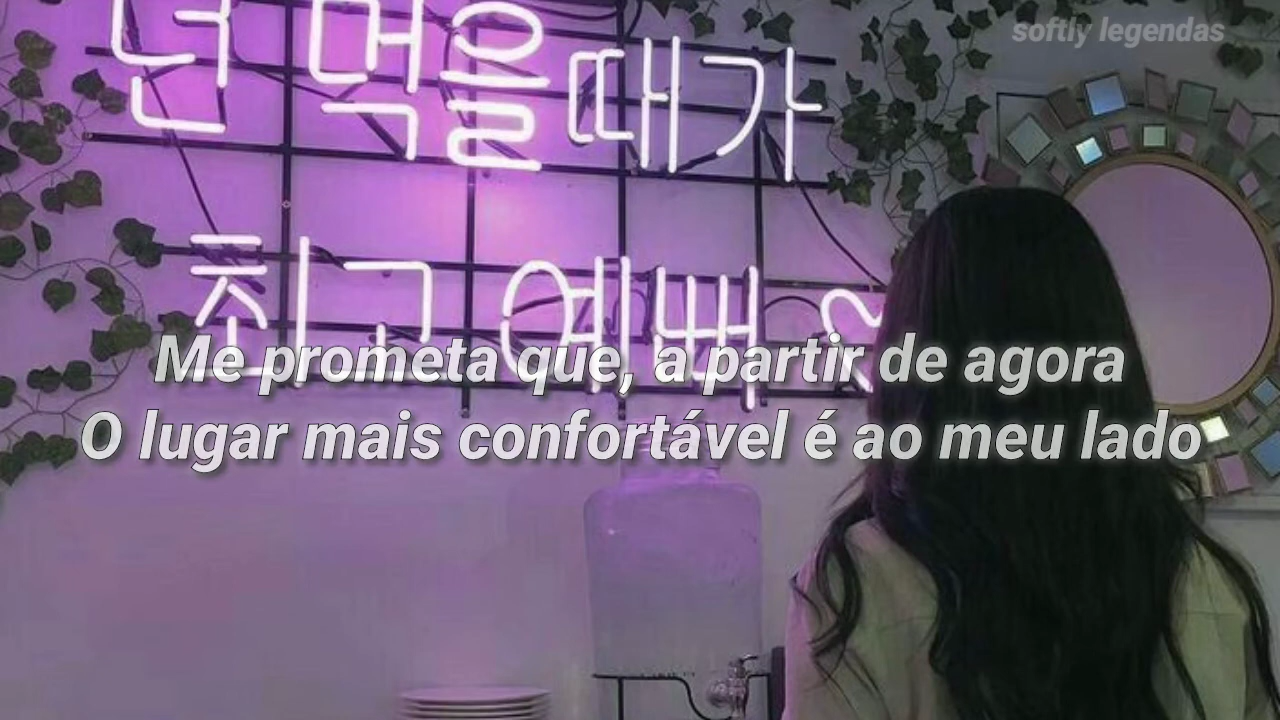 softly legendas
넌 먹을때가
최고 예뻐
Me prometa que, a partir de agora
O lugar mais confortável é ao meu lado